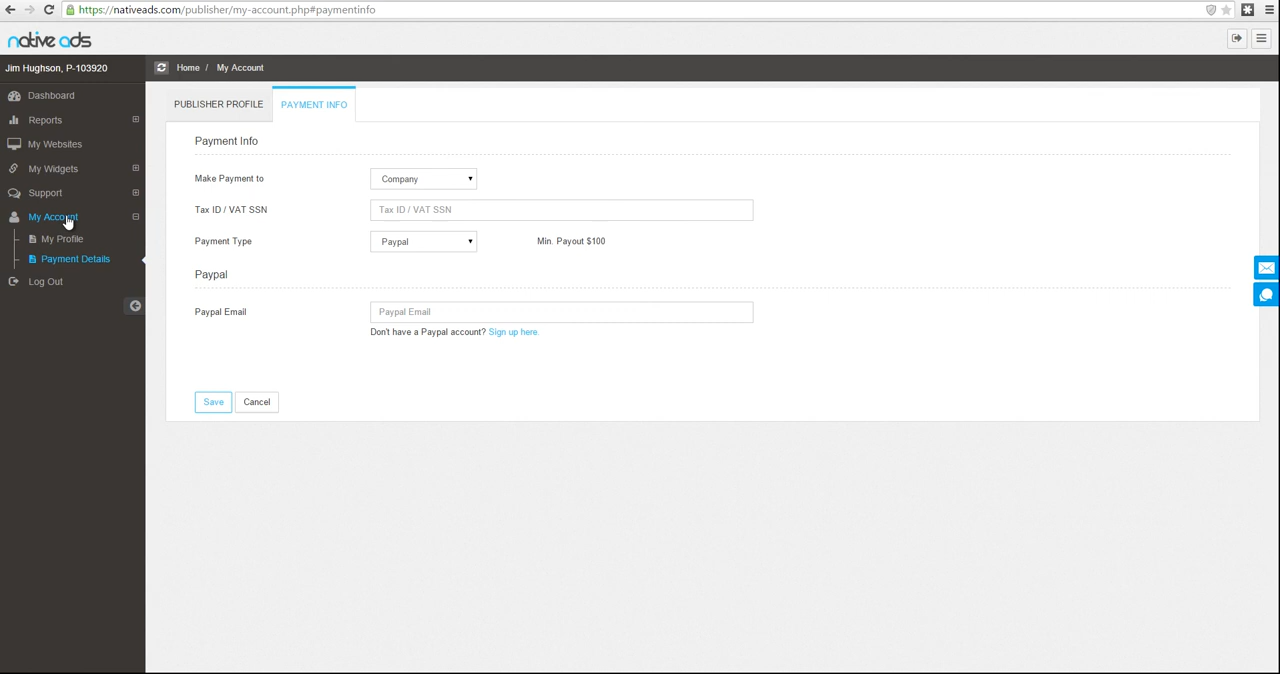 https://nativeads.com/publisher/my-account.php#paymentinfo
native ads
Jim Hughson, P-103920
Home / My Account
Dashboard
Reports
My Websites
My Widgets
Support
My Account
My Profile
Payment Details
Log Out
PUBLISHER PROFILE
PAYMENT INFO
Payment Info
Make Payment to
Company
Tax ID / VAT SSN
Tax ID / VAT SSN
Payment Type
Paypal
Min. Payout $100
Paypal
Paypal Email
Paypal Email
Don't have a Paypal account? Sign up here.
Save
Cancel